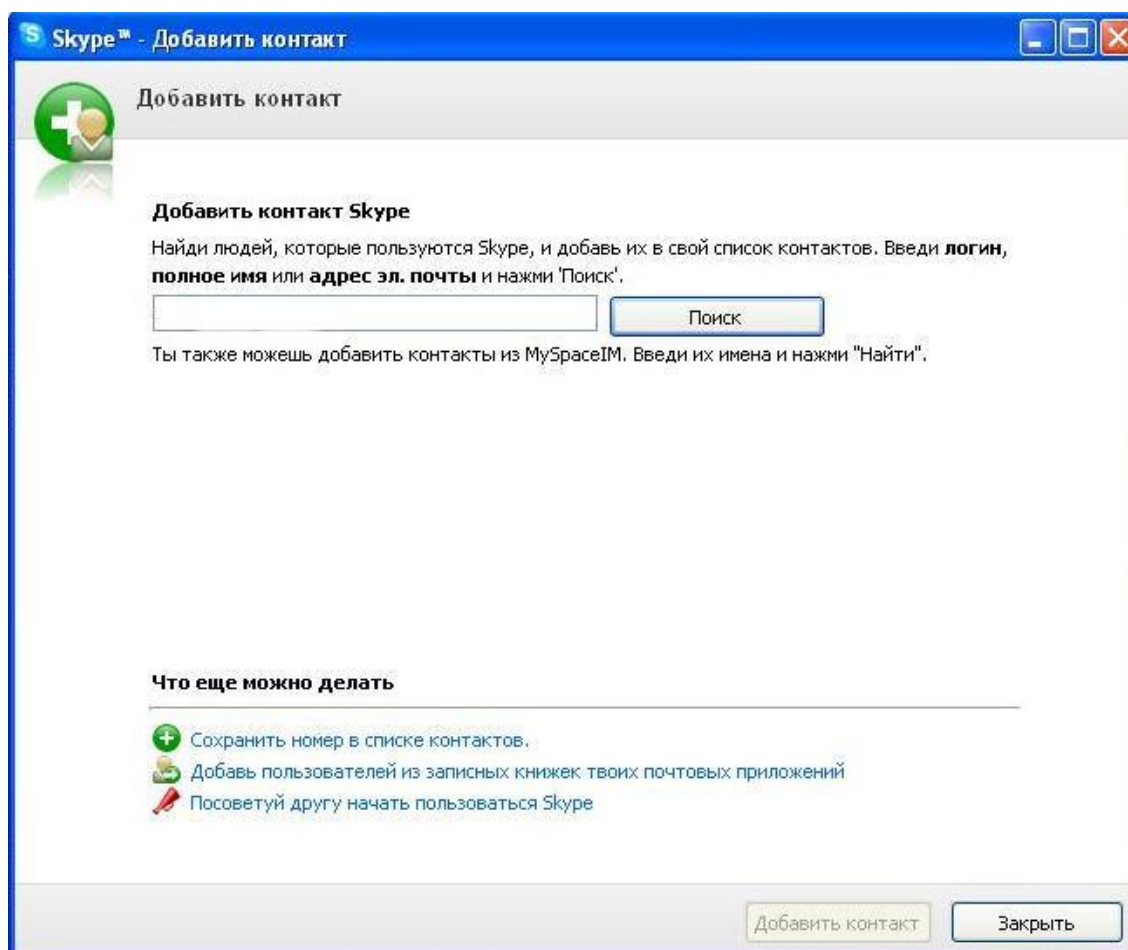 Skype™ - Добавить контакт
Добавить контакт
Добавить контакт Skype
Найди людей, которые пользуются Skype, и добавь их в свой список контактов. Введи логин,
полное имя или адрес эл. почты и нажми 'Поиск'.
Поиск
Ты также можешь добавить контакты из MySpaceIM. Введи их имена и нажми "Найти".
Что еще можно делать
Сохранить номер в списке контактов.
Добавь пользователей из записных книжек твоих почтовых приложений
Посоветуй другу начать пользоваться Skype
Добавить контакт
Закрыть